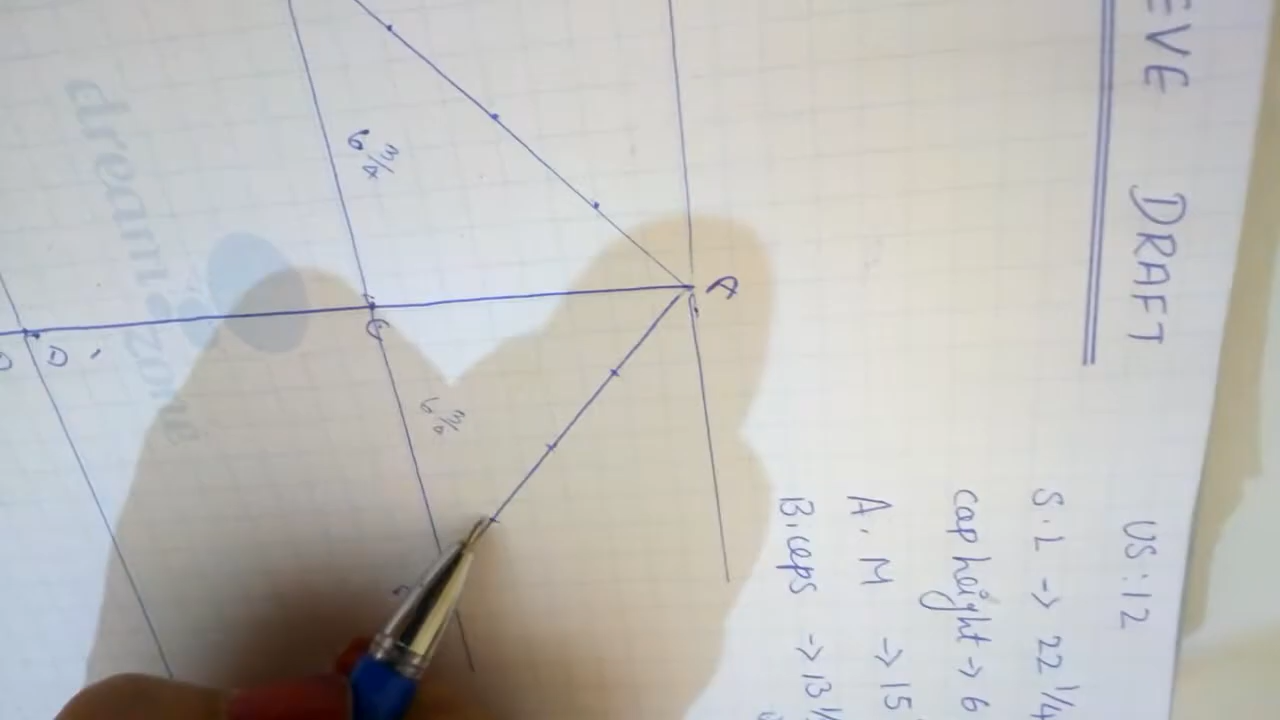 EVE DRAFT
US : 12
S.L -> 22 1/4
cap height -> 6
A.M -> 15
Biceps -> 13 1/
A
6 3/4
6 3/4
G
D
dreamzone